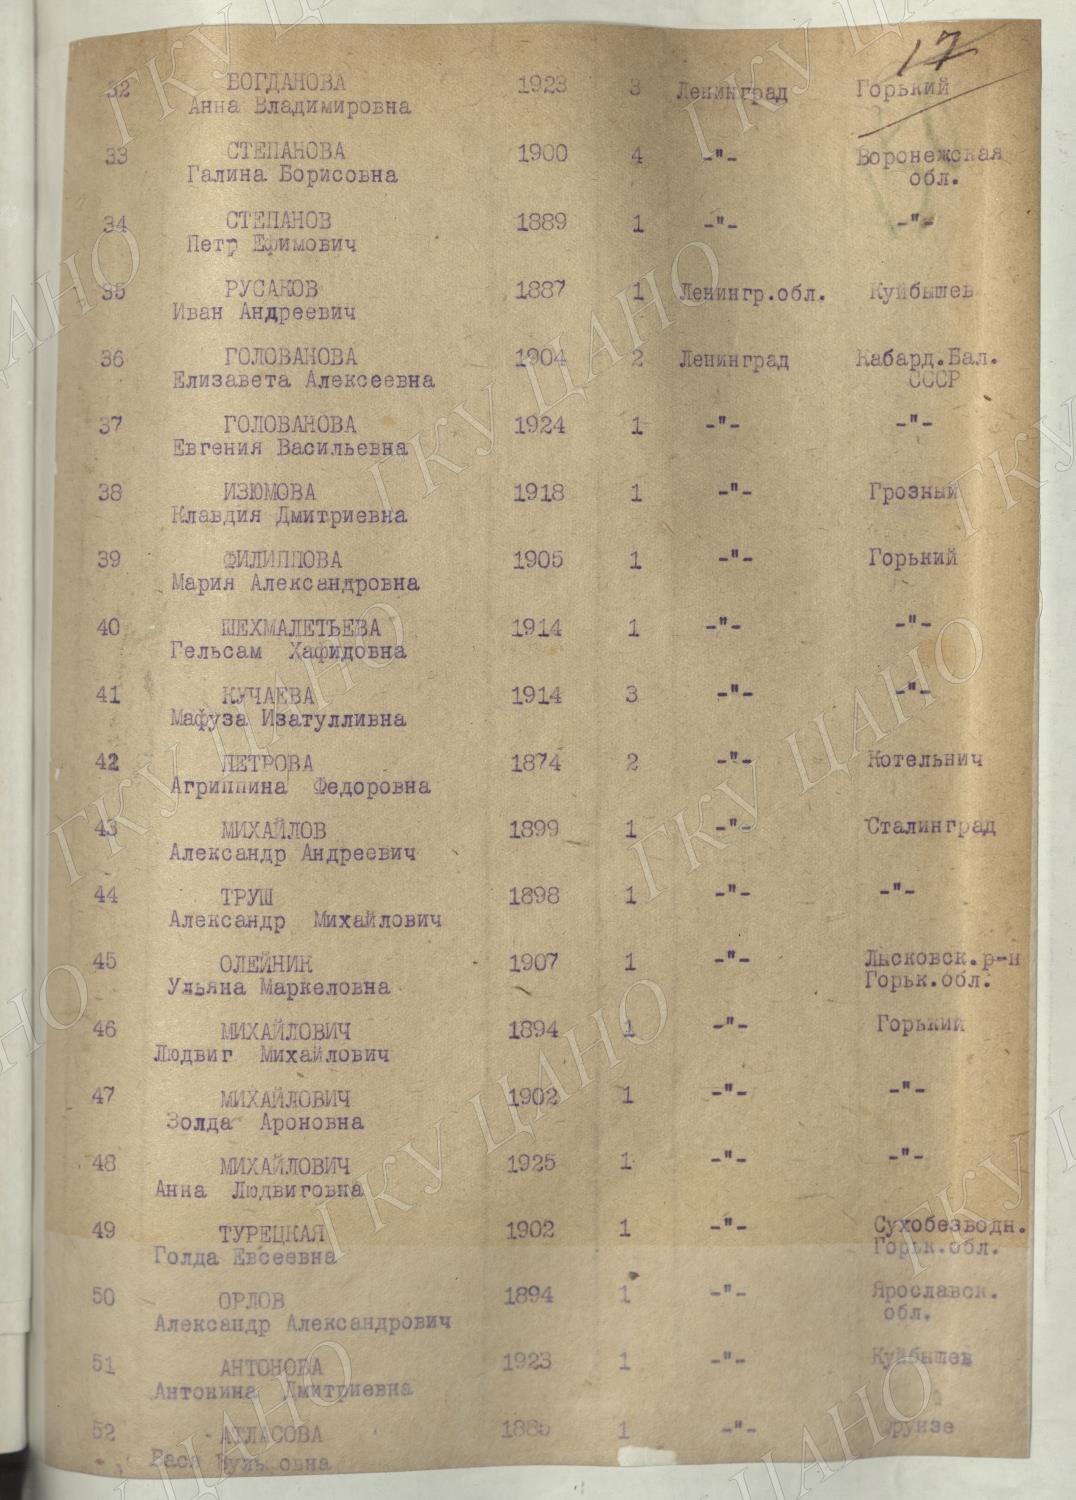 17
32 БОГДАНОВА 1923 3 Ленинград Горький
Анна Владимировна
33 СТЕПАНОВА 1900 4 -"- Воронежская
Галина Борисовна обл.
34 СТЕПАНОВ 1889 1 -"- -"-
Петр Ефимович
35 РУСАКОВ 1887 1 Ленингр.обл. Куйбышев
Иван Андреевич
36 ГОЛОВАНОВА 1904 2 Ленинград Кабард.Бал.
Елизавета Алексеевна СССР
37 ГОЛОВАНОВА 1924 1 -"- -"-
Евгения Васильевна
38 ИЗЮМОВА 1918 1 -"- Грозный
Клавдия Дмитриевна
39 ФИЛИППОВА 1905 1 -"- Горький
Мария Александровна
40 ШЕХМАЛЕТЬЕВА 1914 1 -"- -"-
Гельсам Хафидовна
41 КУЧАЕВА 1914 3 -"- -"-
Мафуза Изатулливна
42 ПЕТРОВА 1874 2 -"- Котельнич
Агриппина Федоровна
43 МИХАЙЛОВ 1899 1 -"- Сталинград
Александр Андреевич
44 ТРУШ 1898 1 -"- -"-
Александр Михайлович
45 ОЛЕЙНИК 1907 1 -"- Лысковск.р-н
Ульяна Маркеловна Горьк.обл.
46 МИХАЙЛОВИЧ 1894 1 -"- Горький
Людвиг Михайлович
47 МИХАЙЛОВИЧ 1902 1 -"- -"-
Золда Ароновна
48 МИХАЙЛОВИЧ 1925 1 -"- -"-
Анна Людвиговна
49 ТУРЕЦКАЯ 1902 1 -"- Сухобезводн.
Голда Евсеевна Горьк.обл.
50 ОРЛОВ 1894 1 -"- Ярославск.
Александр Александрович обл.
51 АНТОНОВА 1923 1 -"- Куйбышев
Антонина Дмитриевна
52 АТЛАСОВА 1 -"- Фрунзе
ГКУ ЦАНО